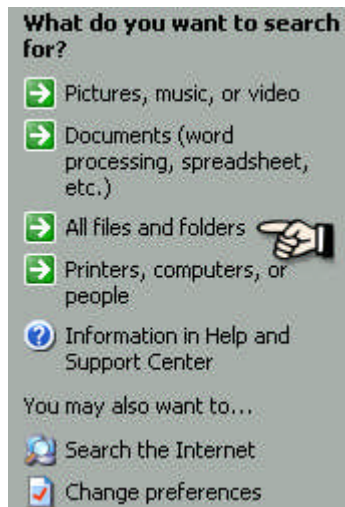 What do you want to search
for?
Pictures, music, or video
Documents (word
processing, spreadsheet,
etc.)
All files and folders
Printers, computers, or
people
Information in Help and
Support Center
You may also want to...
Search the Internet
Change preferences